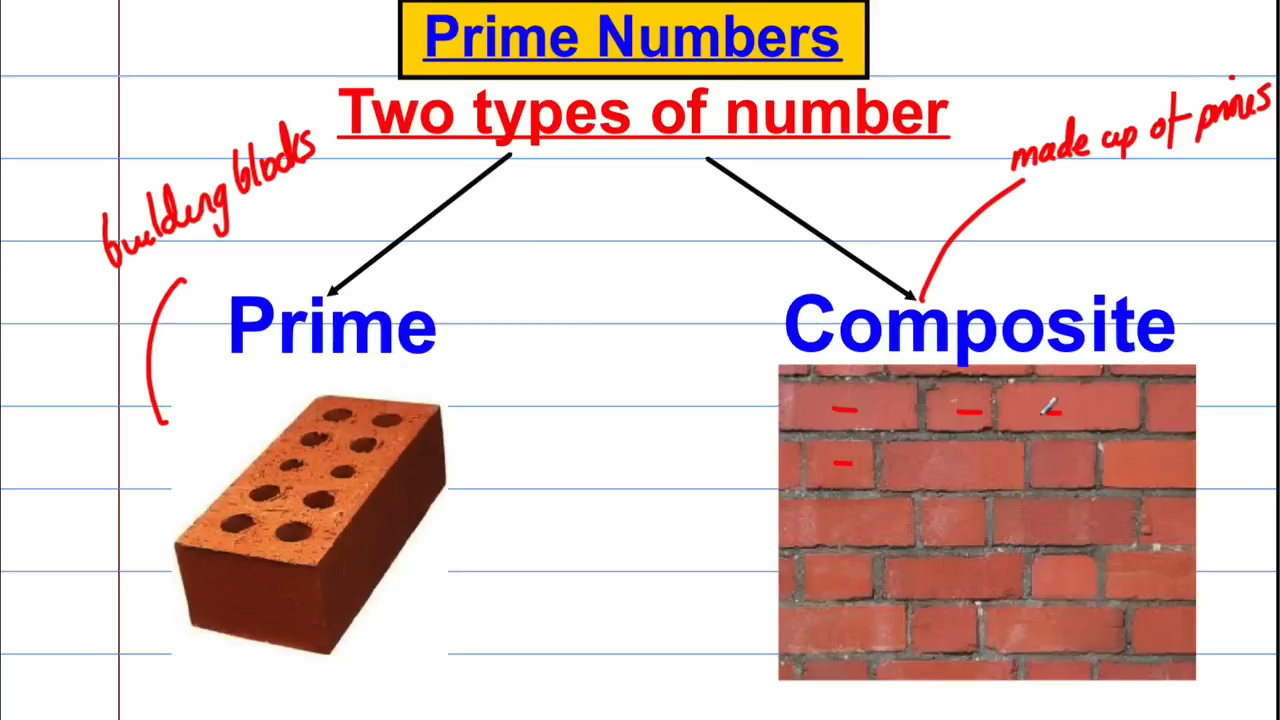 Prime Numbers
Two types of number
building blocks
made up of primes
Prime
Composite